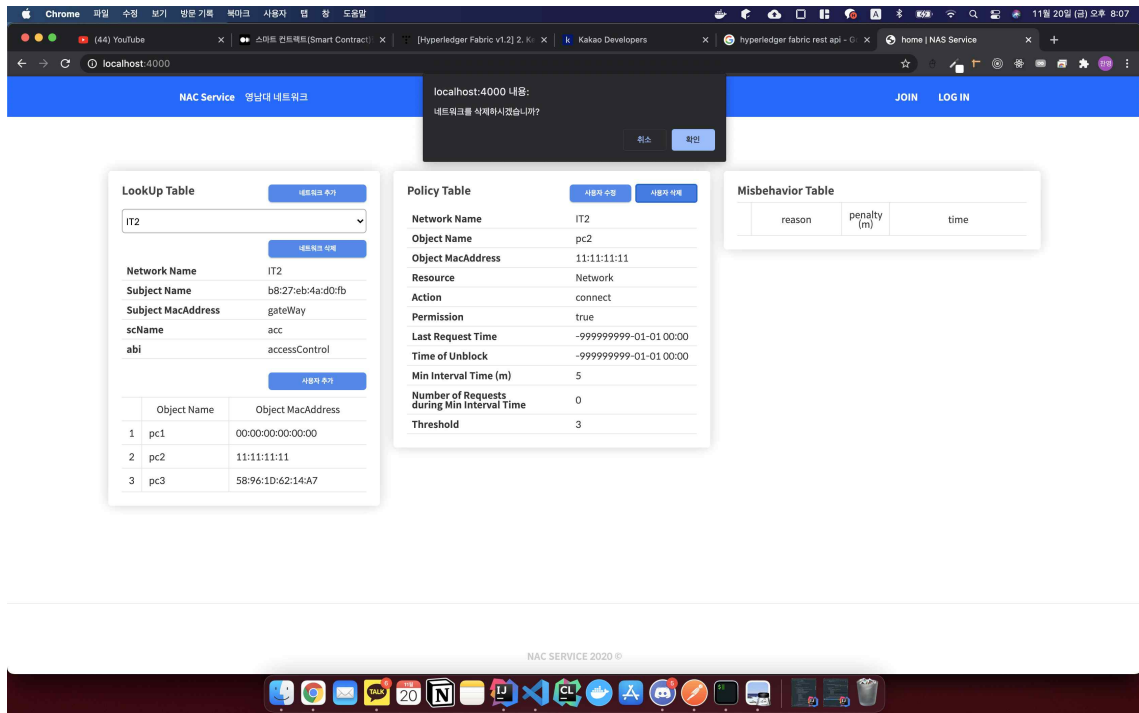 Chrome 파일 수정 보기 방문 기록 북마크 사용자 탭 창 도움말 11월 20일 (금) 오후 8:07
(44) YouTube
스마트 컨트랙트(Smart Contract)
[Hyperledger Fabric v1.2] 2.
Kakao Developers
hyperledger fabric rest api - G
home | NAS Service
localhost:4000
NAC Service 영남대 네트워크
JOIN LOG IN
localhost:4000 내용:
네트워크를 삭제하시겠습니까?
취소 확인
LookUp Table 네트워크 추가
IT2
네트워크 삭제
Network Name IT2
Subject Name b8:27:eb:4a:d0:fb
Subject MacAddress gateWay
scName acc
abi accessControl
사용자 추가
Object Name Object MacAddress
1 pc1 00:00:00:00:00:00
2 pc2 11:11:11:11
3 pc3 58:96:1D:62:14:A7
Policy Table 사용자 수정 사용자 삭제
Network Name IT2
Object Name pc2
Object MacAddress 11:11:11:11
Resource Network
Action connect
Permission true
Last Request Time -999999999-01-01 00:00
Time of Unblock -999999999-01-01 00:00
Min Interval Time (m) 5
Number of Requests
during Min Interval Time 0
Threshold 3
Misbehavior Table
reason penalty (m) time
NAC SERVICE 2020 ©
TALK 6
11월
20